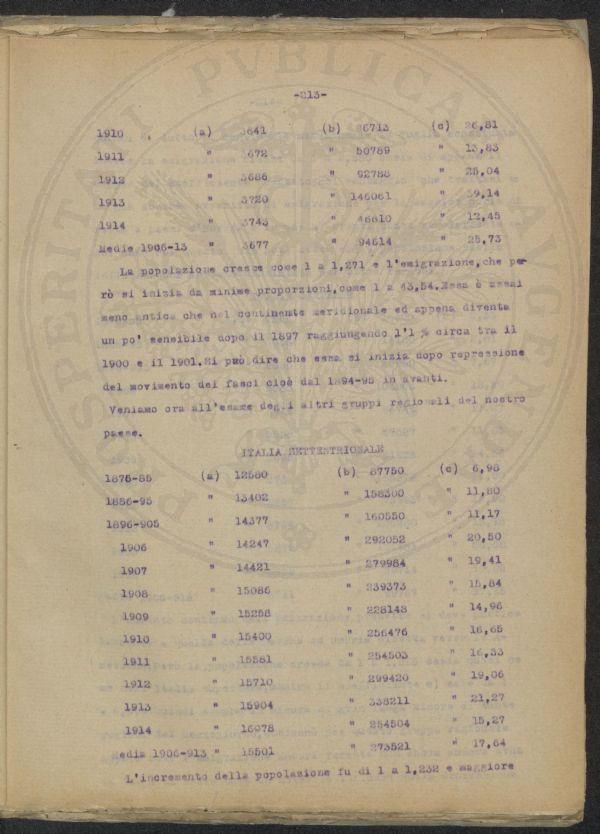 -213-
1910 (a) 3641 (b) 96713 (c) 26,81
1911 " 3672 " 50789 " 13,83
1912 " 3686 " 92788 " 25,04
1913 " 3720 " 146061 " 39,14
1914 " 3743 " 46610 " 12,45
Medie 1906-13 " 3677 " 94614 " 25,73
La popolazione cresce come 1 a 1,271 e l'emigrazione,che pe-
rò si inizia da minime proporzioni,come 1 a 43,54.Essa è assai
meno antica che nel continente meridionale ed appena diventa
un po' sensibile dopo il 1897 raggiungendo l'1 % circa tra il
1900 e il 1901.Si può dire che essa si inizia dopo repressione
del movimento dei fasci cioè dal 1894-95 in avanti.
Veniamo ora all'esame degli altri gruppi regionali del nostro
paese.
ITALIA SETTENTRIONALE
1876-85 (a) 12580 (b) 87750 (c) 6,98
1886-95 " 13402 " 158300 " 11,80
1896-905 " 14377 " 160550 " 11,17
1906 " 14247 " 292052 " 20,50
1907 " 14421 " 279984 " 19,41
1908 " 15086 " 239373 " 15,84
1909 " 15258 " 228143 " 14,96
1910 " 15400 " 256476 " 16,65
1911 " 15581 " 254503 " 16,33
1912 " 15710 " 299420 " 19,06
1913 " 15904 " 338211 " 21,27
1914 " 16078 " 254504 " 15,27
Media 1906-913 " 15501 " 273521 " 17,64
L'incremento della popolazione fu di 1 a 1,232 e maggiore